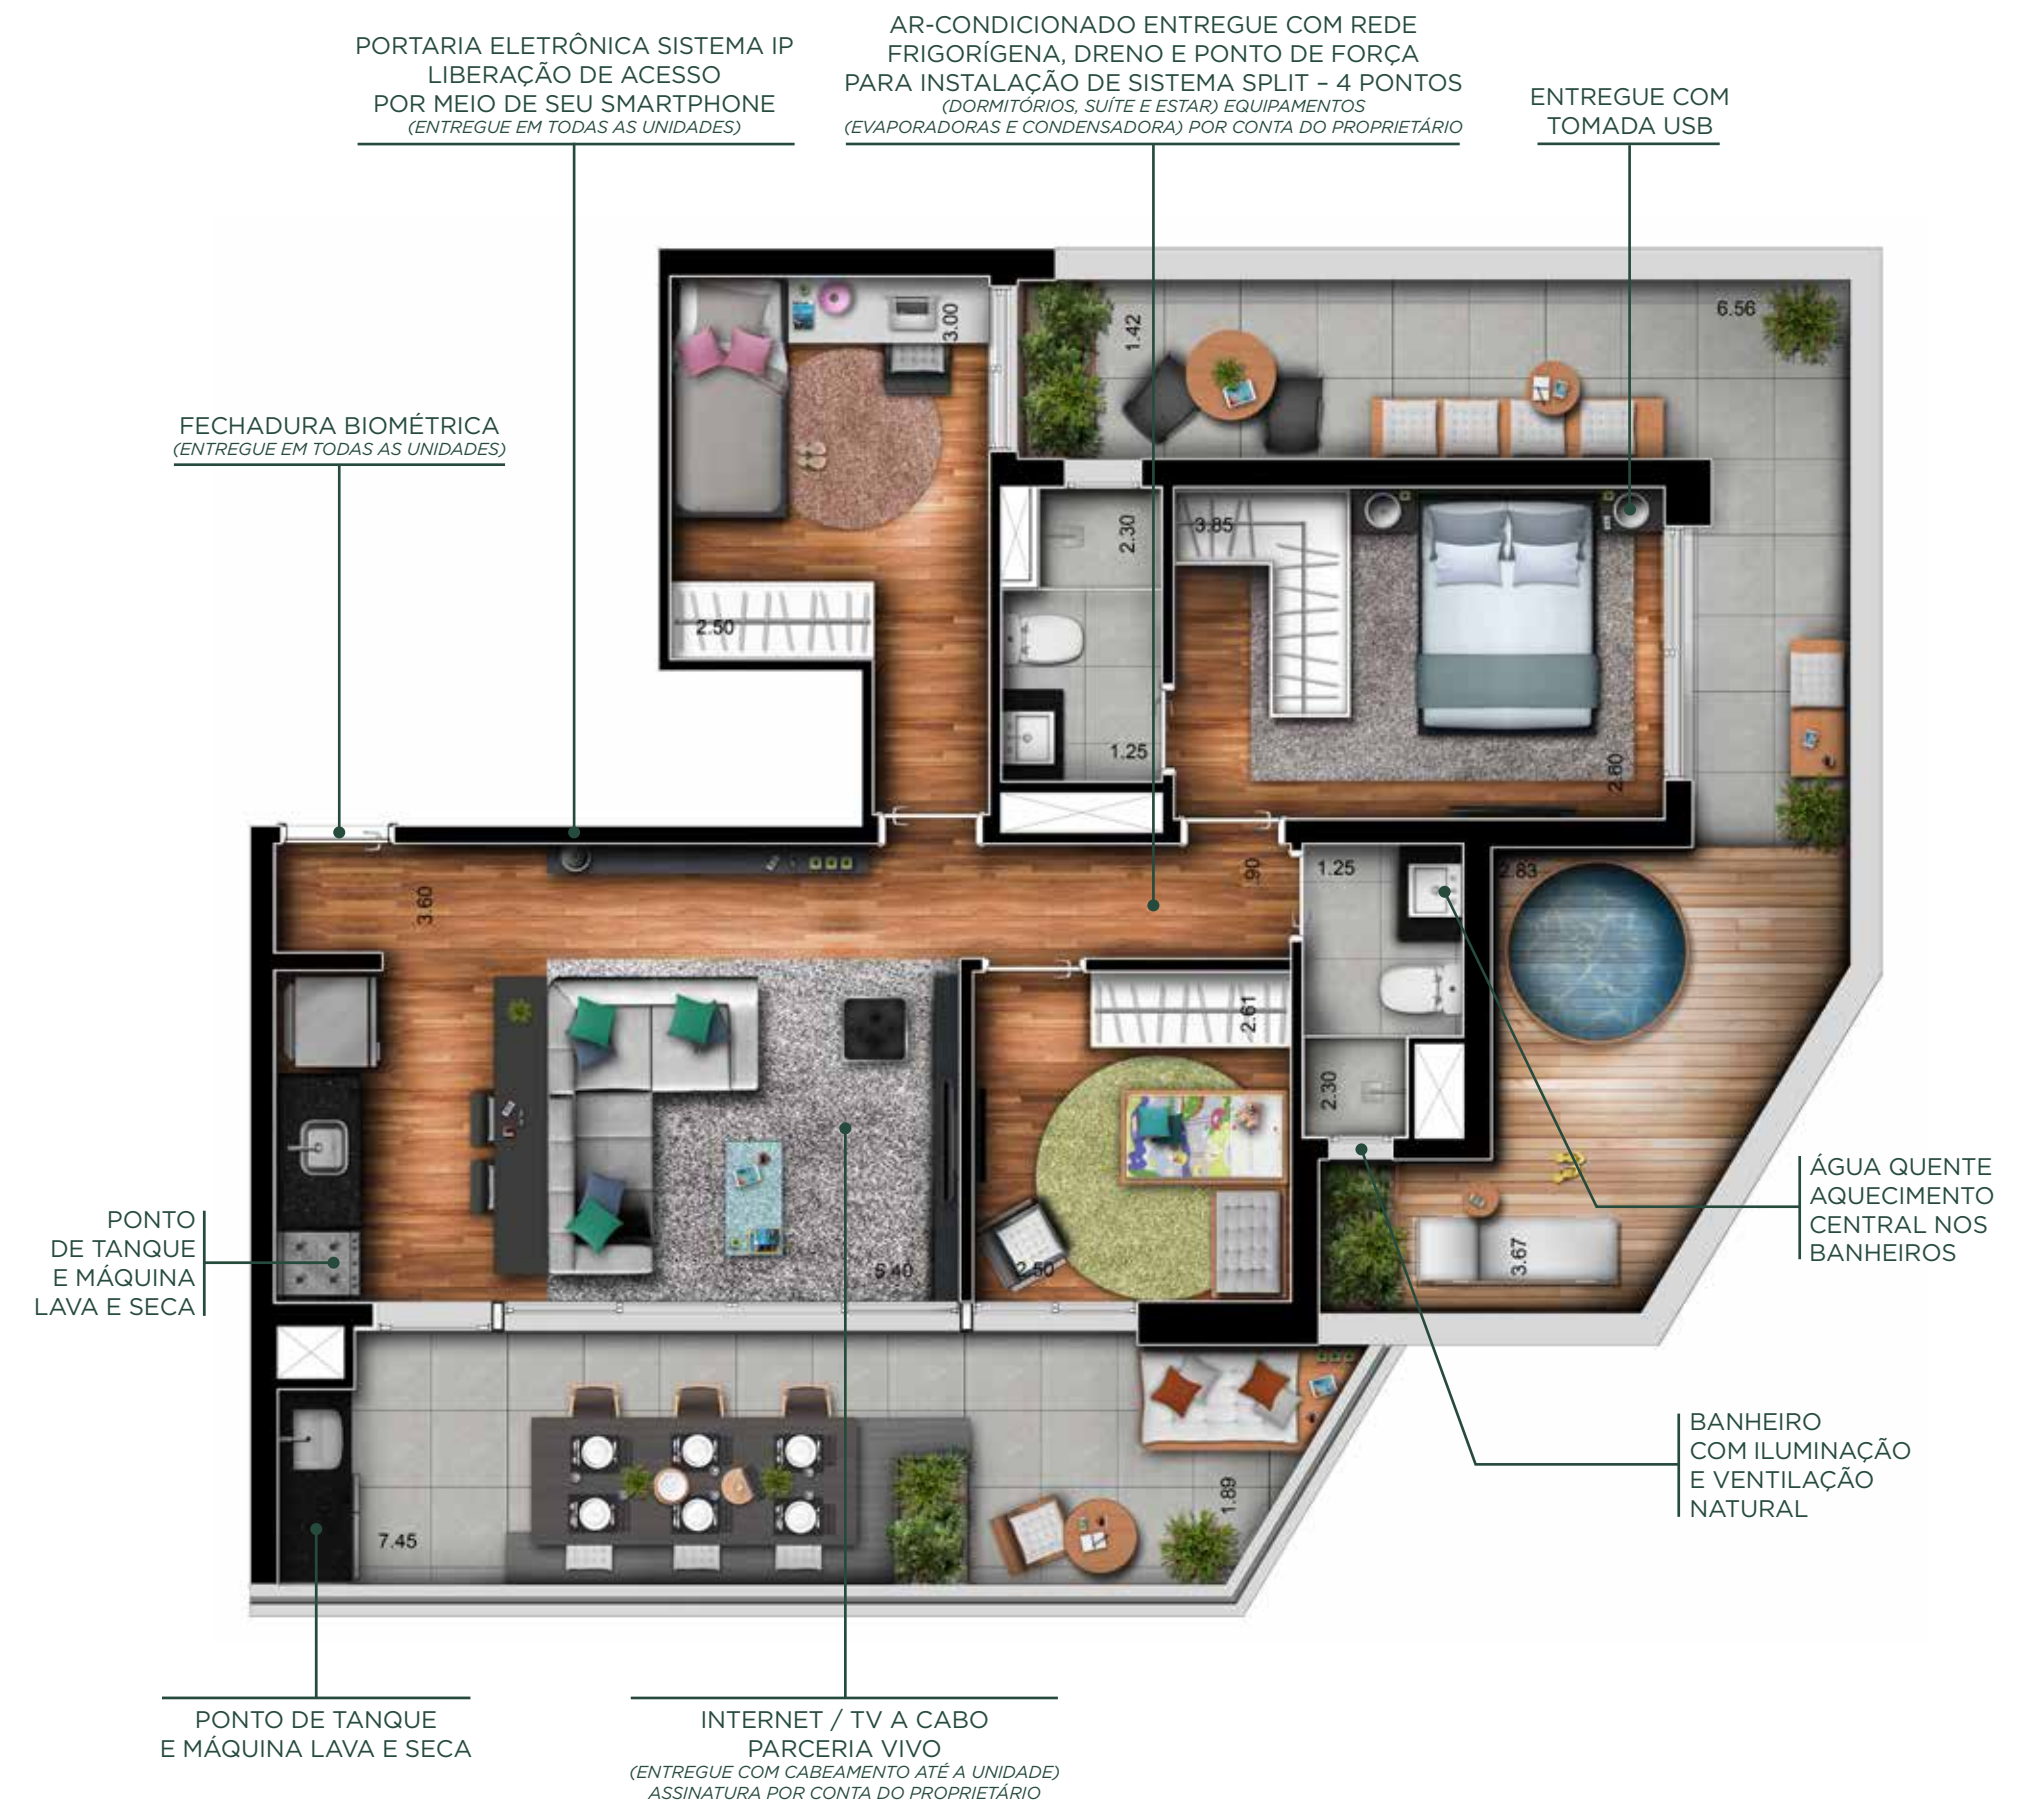 PORTARIA ELETRÔNICA SISTEMA IP
LIBERAÇÃO DE ACESSO
POR MEIO DE SEU SMARTPHONE
(ENTREGUE EM TODAS AS UNIDADES)
AR-CONDICIONADO ENTREGUE COM REDE
FRIGORÍGENA, DRENO E PONTO DE FORÇA
PARA INSTALAÇÃO DE SISTEMA SPLIT – 4 PONTOS
(DORMITÓRIOS, SUÍTE E ESTAR) EQUIPAMENTOS
(EVAPORADORAS E CONDENSADORA) POR CONTA DO PROPRIETÁRIO
ENTREGUE COM
TOMADA USB
FECHADURA BIOMÉTRICA
(ENTREGUE EM TODAS AS UNIDADES)
3.00
1.42
6.56
2.30
3.85
2.50
1.25
2.80
3.60
.90
1.25
2.83
2.61
2.30
3.67
5.40
2.50
1.89
7.45
PONTO
DE TANQUE
E MÁQUINA
LAVA E SECA
ÁGUA QUENTE
AQUECIMENTO
CENTRAL NOS
BANHEIROS
BANHEIRO
COM ILUMINAÇÃO
E VENTILAÇÃO
NATURAL
PONTO DE TANQUE
E MÁQUINA LAVA E SECA
INTERNET / TV A CABO
PARCERIA VIVO
(ENTREGUE COM CABEAMENTO ATÉ A UNIDADE)
ASSINATURA POR CONTA DO PROPRIETÁRIO